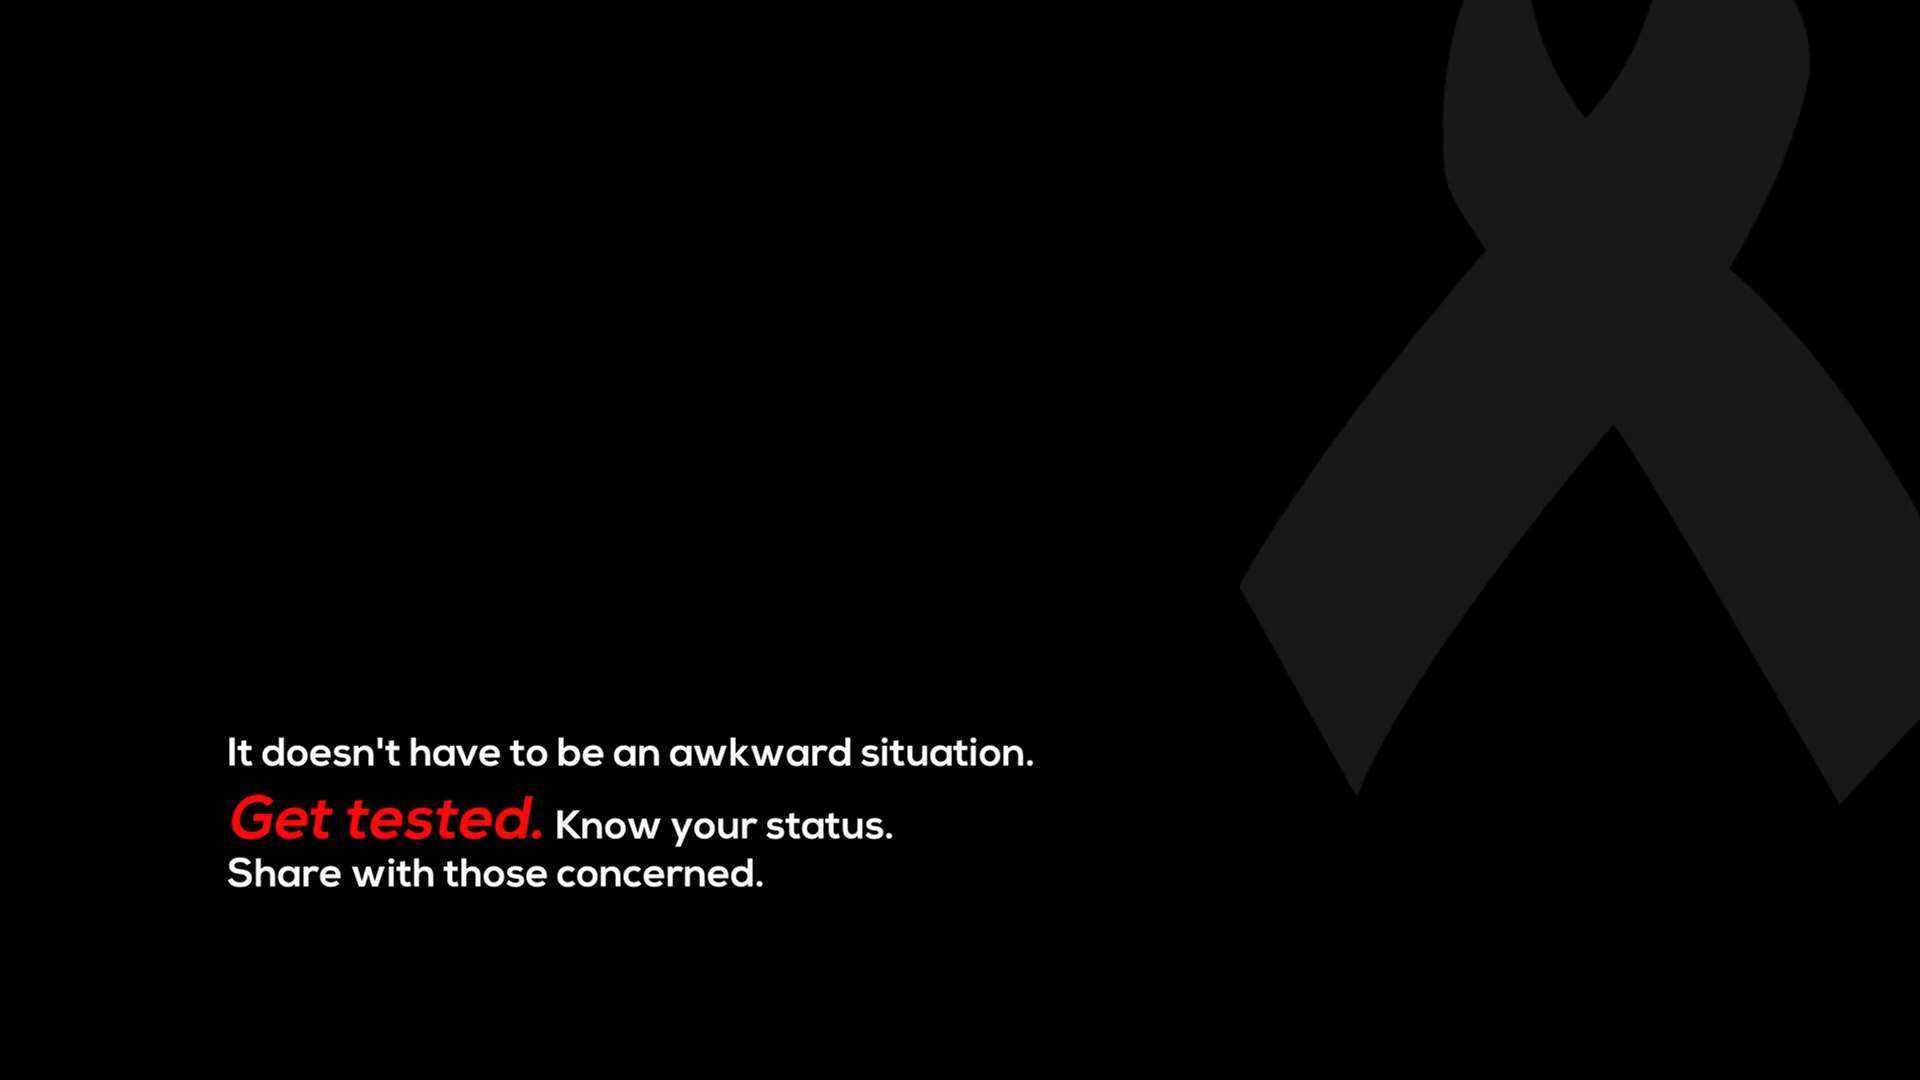 It doesn't have to be an awkward situation.
Get tested. Know your status.
Share with those concerned.